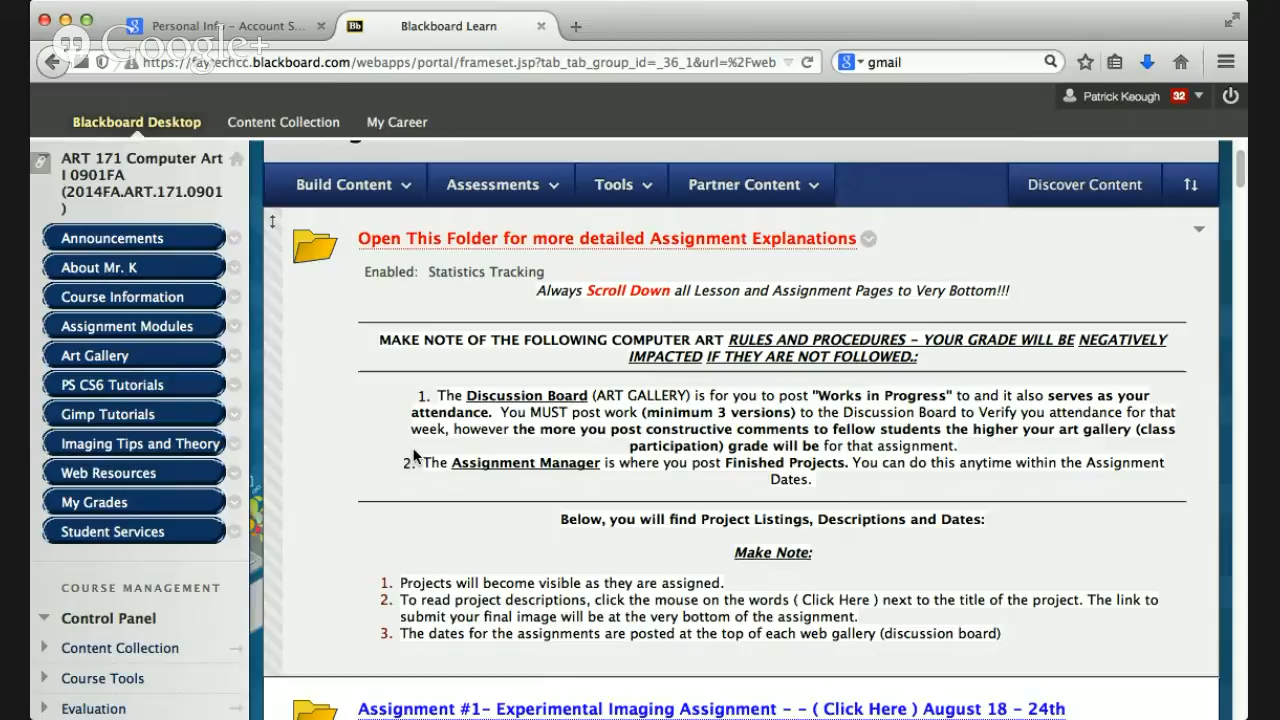 Personal Info - Account S...
Blackboard Learn
Google+
https://faytechcc.blackboard.com/webapps/portal/frameset.jsp?tab_tab_group_id=_36_1&url=%2Fweb
gmail
Patrick Keough 32
Blackboard Desktop Content Collection My Career
ART 171 Computer Art
I 0901FA
(2014FA.ART.171.0901
)
Announcements
About Mr. K
Course Information
Assignment Modules
Art Gallery
PS CS6 Tutorials
Gimp Tutorials
Imaging Tips and Theory
Web Resources
My Grades
Student Services
COURSE MANAGEMENT
Control Panel
Content Collection
Course Tools
Evaluation
Build Content Assessments Tools Partner Content Discover Content
Open This Folder for more detailed Assignment Explanations
Enabled: Statistics Tracking
Always Scroll Down all Lesson and Assignment Pages to Very Bottom!!!
MAKE NOTE OF THE FOLLOWING COMPUTER ART RULES AND PROCEDURES - YOUR GRADE WILL BE NEGATIVELY
IMPACTED IF THEY ARE NOT FOLLOWED.:
1. The Discussion Board (ART GALLERY) is for you to post "Works in Progress" to and it also serves as your
attendance. You MUST post work (minimum 3 versions) to the Discussion Board to Verify you attendance for that
week, however the more you post constructive comments to fellow students the higher your art gallery (class
participation) grade will be for that assignment.
2. The Assignment Manager is where you post Finished Projects. You can do this anytime within the Assignment
Dates.
Below, you will find Project Listings, Descriptions and Dates:
Make Note:
1. Projects will become visible as they are assigned.
2. To read project descriptions, click the mouse on the words ( Click Here ) next to the title of the project. The link to
submit your final image will be at the very bottom of the assignment.
3. The dates for the assignments are posted at the top of each web gallery (discussion board)
Assignment #1- Experimental Imaging Assignment - - ( Click Here ) August 18 - 24th